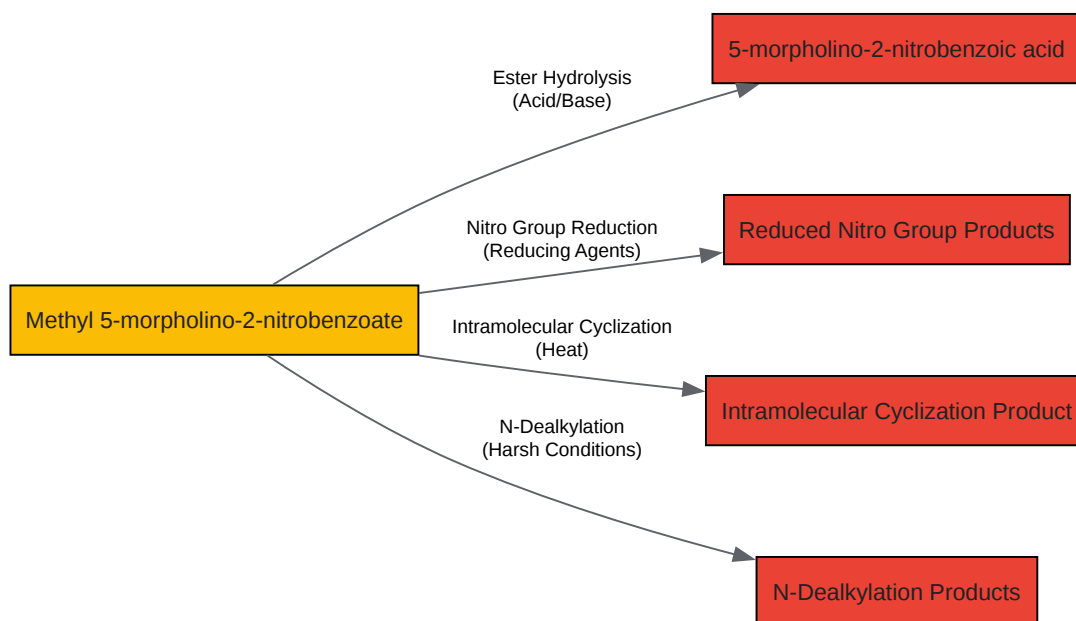 5-morpholino-2-nitrobenzoic acid
Ester Hydrolysis
(Acid/Base)
Nitro Group Reduction
(Reducing Agents)
Reduced Nitro Group Products
Methyl 5-morpholino-2-nitrobenzoate
Intramolecular Cyclization
(Heat)
Intramolecular Cyclization Product
N-Dealkylation
(Harsh Conditions)
N-Dealkylation Products